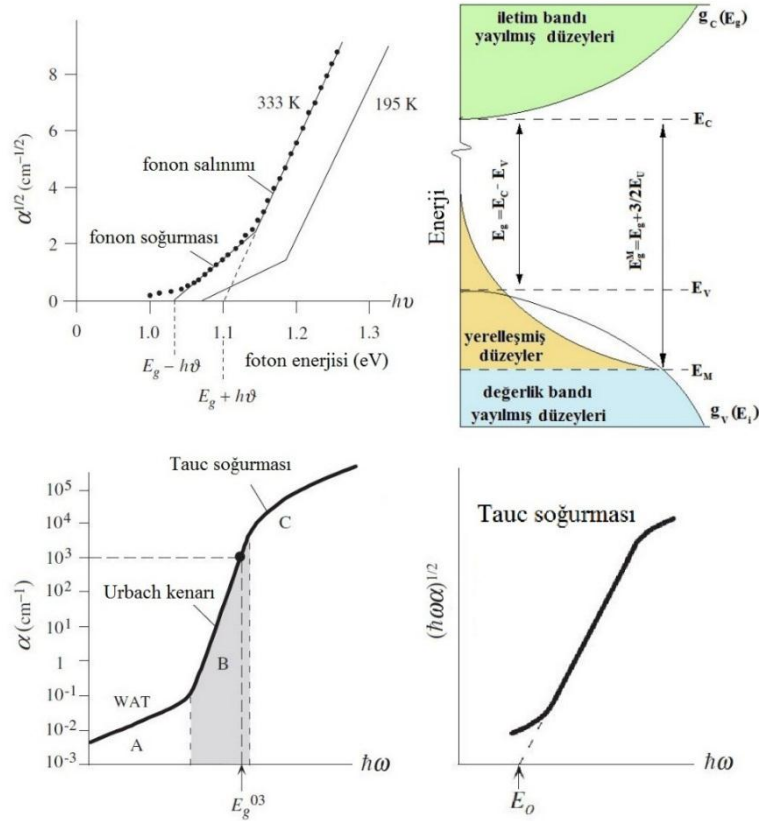 α^1/2 (cm^-1/2)
8
6
4
2
0
0
1.0
1.1
1.2
1.3
333 K
195 K
fonon salınımı
fonon soğurması
hυ
foton enerjisi (eV)
E_g − hϑ
E_g + hϑ
iletim bandı
yayılmış düzeyleri
g_C(E_g)
E_C
Enerji
E_g=E_C- E_V
E_g^M=E_g+3/2E_U
E_V
yerelleşmiş
düzeyler
E_M
değerlik bandı
yayılmış düzeyleri
g_V(E_i)
α (cm^-1)
10^5
10^4
10^3
10^2
10^1
1
10^-1
10^-2
10^-3
Tauc soğurması
C
Urbach kenarı
B
WAT
A
ħω
E_g^03
Tauc soğurması
(ħωα)^1/2
ħω
E_o